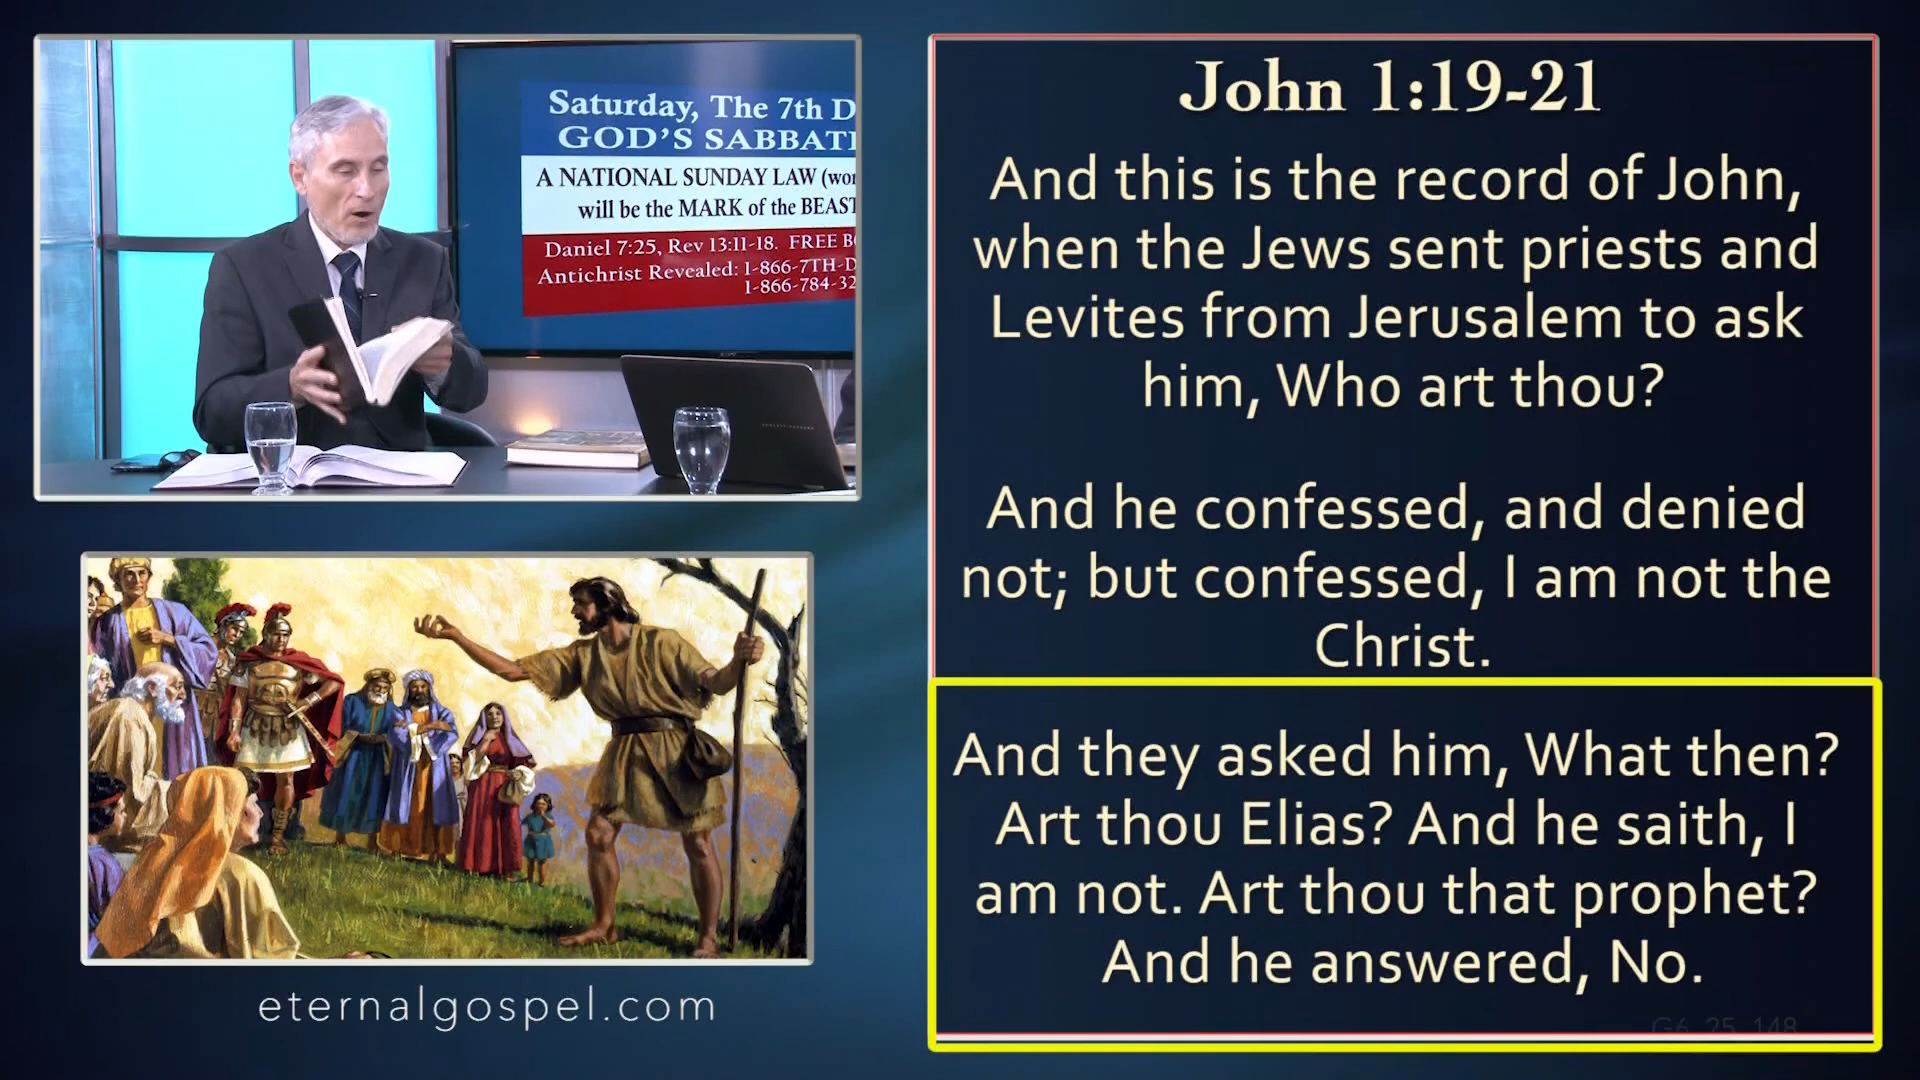 Saturday, The 7th D
GOD'S SABBATH
A NATIONAL SUNDAY LAW (wor
will be the MARK of the BEAST
Daniel 7:25, Rev 13:11-18. FREE B
Antichrist Revealed: 1-866-7TH-D
1-866-784-32
eternalgospel.com
John 1:19-21
And this is the record of John,
when the Jews sent priests and
Levites from Jerusalem to ask
him, Who art thou?
And he confessed, and denied
not; but confessed, I am not the
Christ.
And they asked him, What then?
Art thou Elias? And he saith, I
am not. Art thou that prophet?
And he answered, No.
G6_25_148